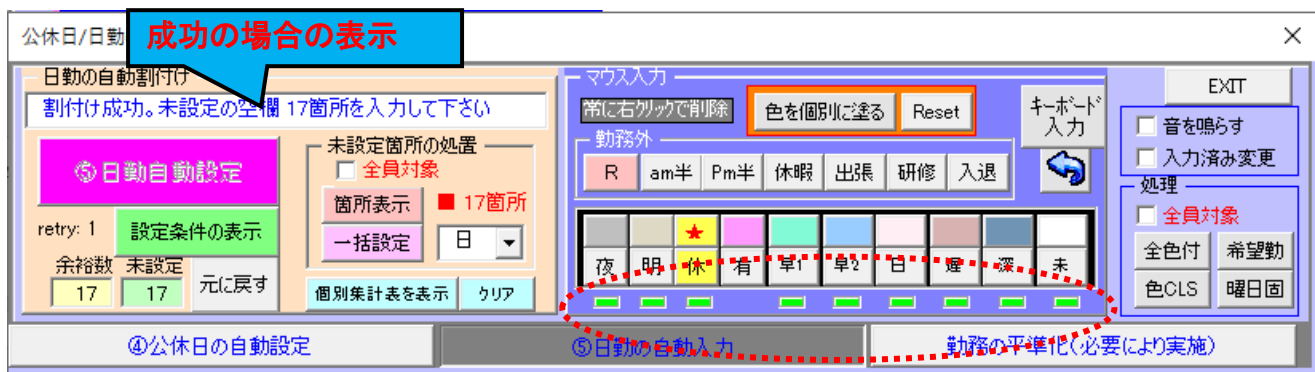 公休日/日勤
成功の場合の表示
日勤の自動割付け
割付け成功。未設定の空欄 17箇所を入力して下さい
⑤日勤自動設定
retry: 1
設定条件の表示
余裕数
未設定
17
17
元に戻す
未設定箇所の処置
全員対象
箇所表示
■ 17箇所
一括設定
日
個別集計表を表示
クリア
マウス入力
常に右クリックで削除
色を個別に塗る
Reset
キーボード
入力
勤務外
R
am半
Pm半
休暇
出張
研修
入退
★
夜
明
休
有
早1
早2
日
遅
深
未
EXIT
音を鳴らす
入力済み変更
処理
全員対象
全色付
希望勤
色CLS
曜日固
④公休日の自動設定
⑤日勤の自動入力
勤務の平準化(必要により実施)